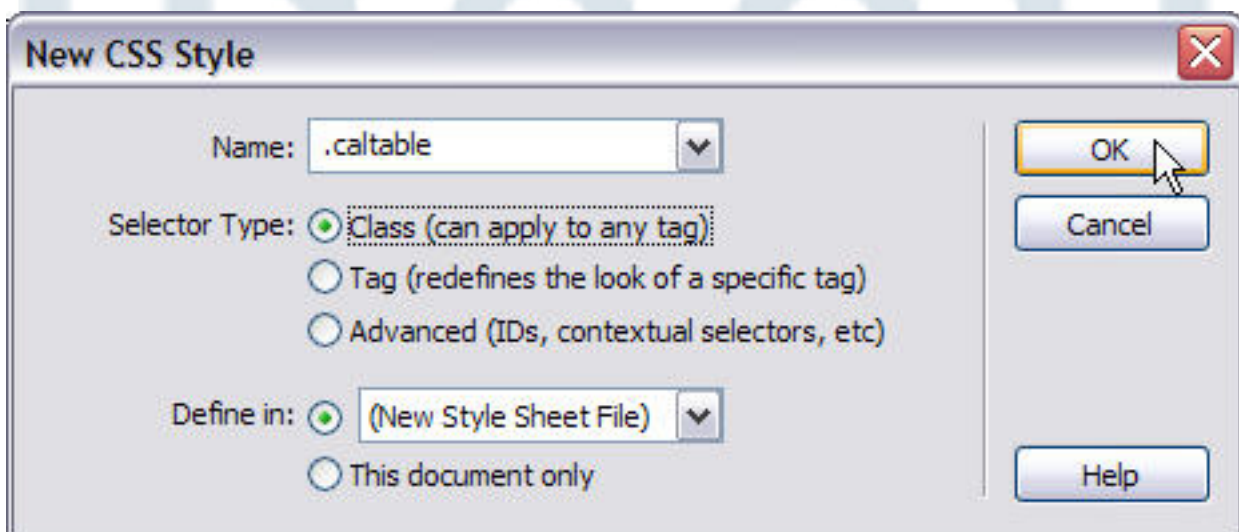 New CSS Style
Name: .caltable
OK
Selector Type: Class (can apply to any tag)
Cancel
Tag (redefines the look of a specific tag)
Advanced (IDs, contextual selectors, etc)
Define in: (New Style Sheet File)
This document only
Help